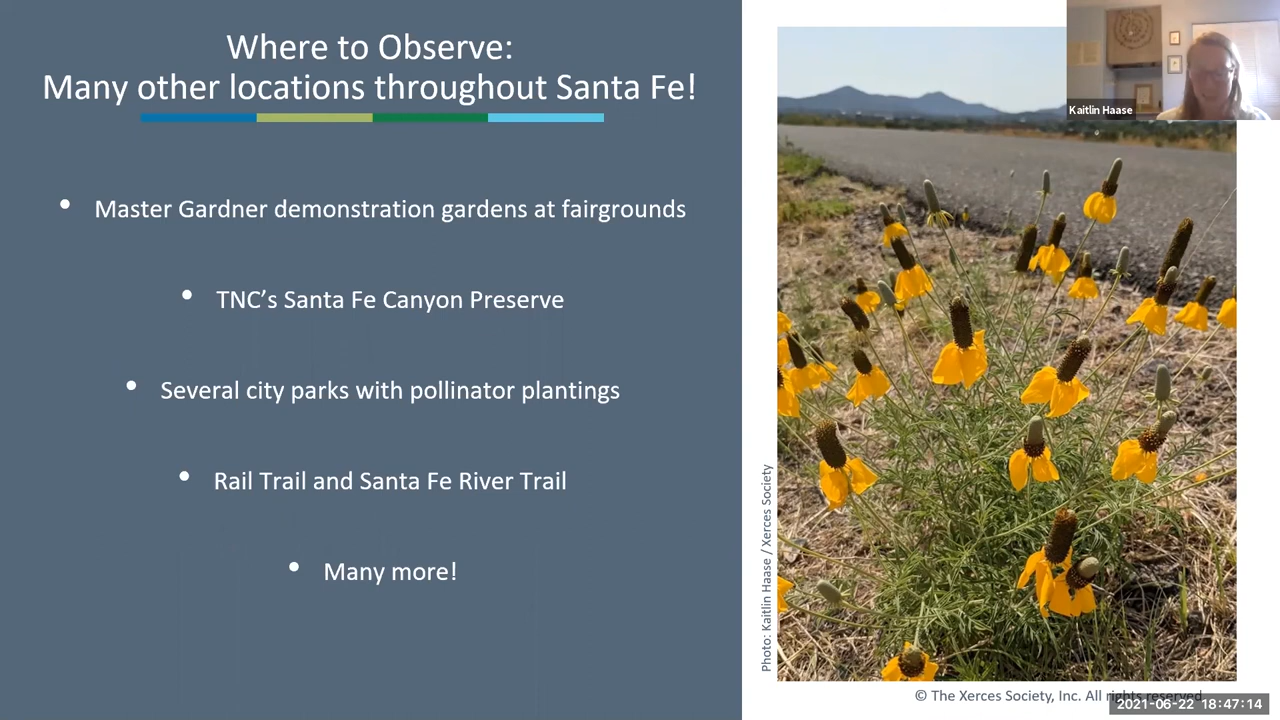 Where to Observe:
Many other locations throughout Santa Fe!
• Master Gardner demonstration gardens at fairgrounds
• TNC’s Santa Fe Canyon Preserve
• Several city parks with pollinator plantings
• Rail Trail and Santa Fe River Trail
• Many more!
Photo: Kaitlin Haase / Xerces Society
Kaitlin Haase
© The Xerces Society, Inc. All rights reserved
2021-06-22 18:47:14